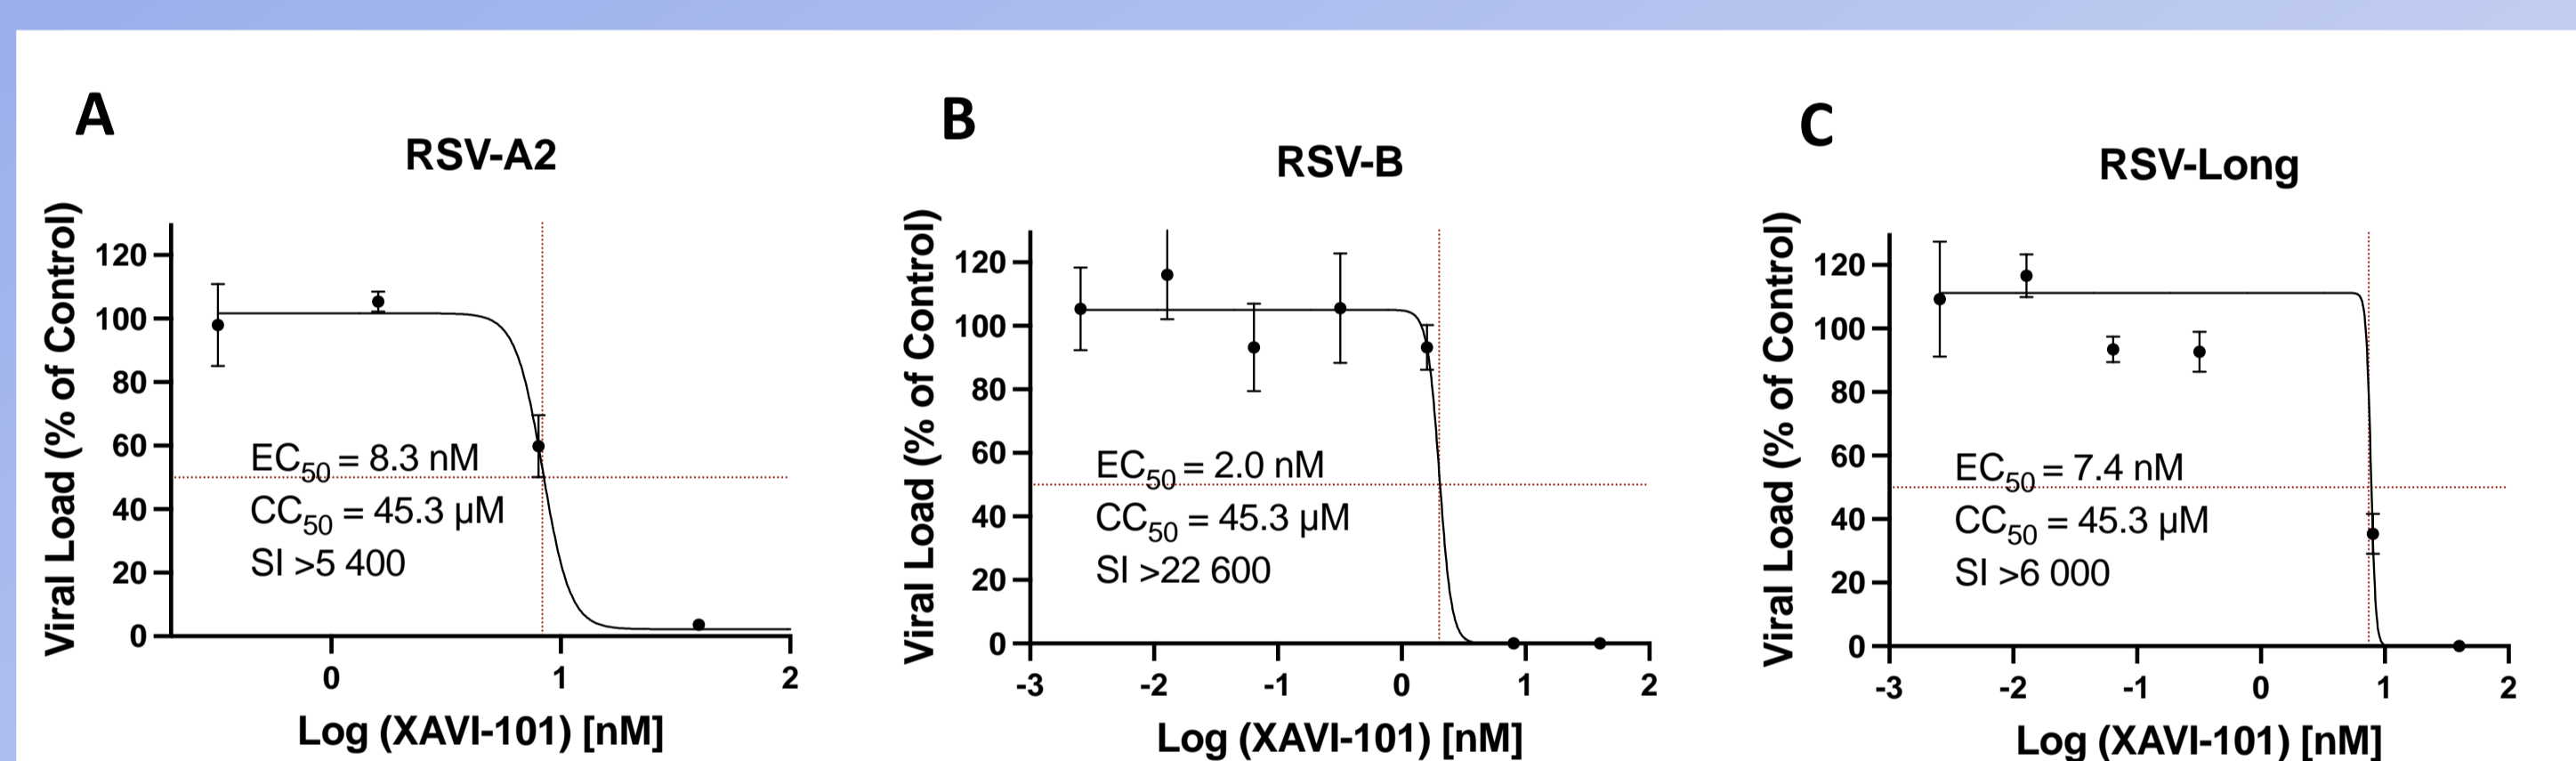 A
RSV-A2
Viral Load (% of Control)
120
100
80
60
40
20
0
EC50 = 8.3 nM
CC50 = 45.3 µM
SI >5 400
0 1 2
Log (XAVI-101) [nM]
B
RSV-B
Viral Load (% of Control)
120
100
80
60
40
20
0
EC50 = 2.0 nM
CC50 = 45.3 µM
SI >22 600
-3 -2 -1 0 1 2
Log (XAVI-101) [nM]
C
RSV-Long
Viral Load (% of Control)
120
100
80
60
40
20
0
EC50 = 7.4 nM
CC50 = 45.3 µM
SI >6 000
-3 -2 -1 0 1 2
Log (XAVI-101) [nM]